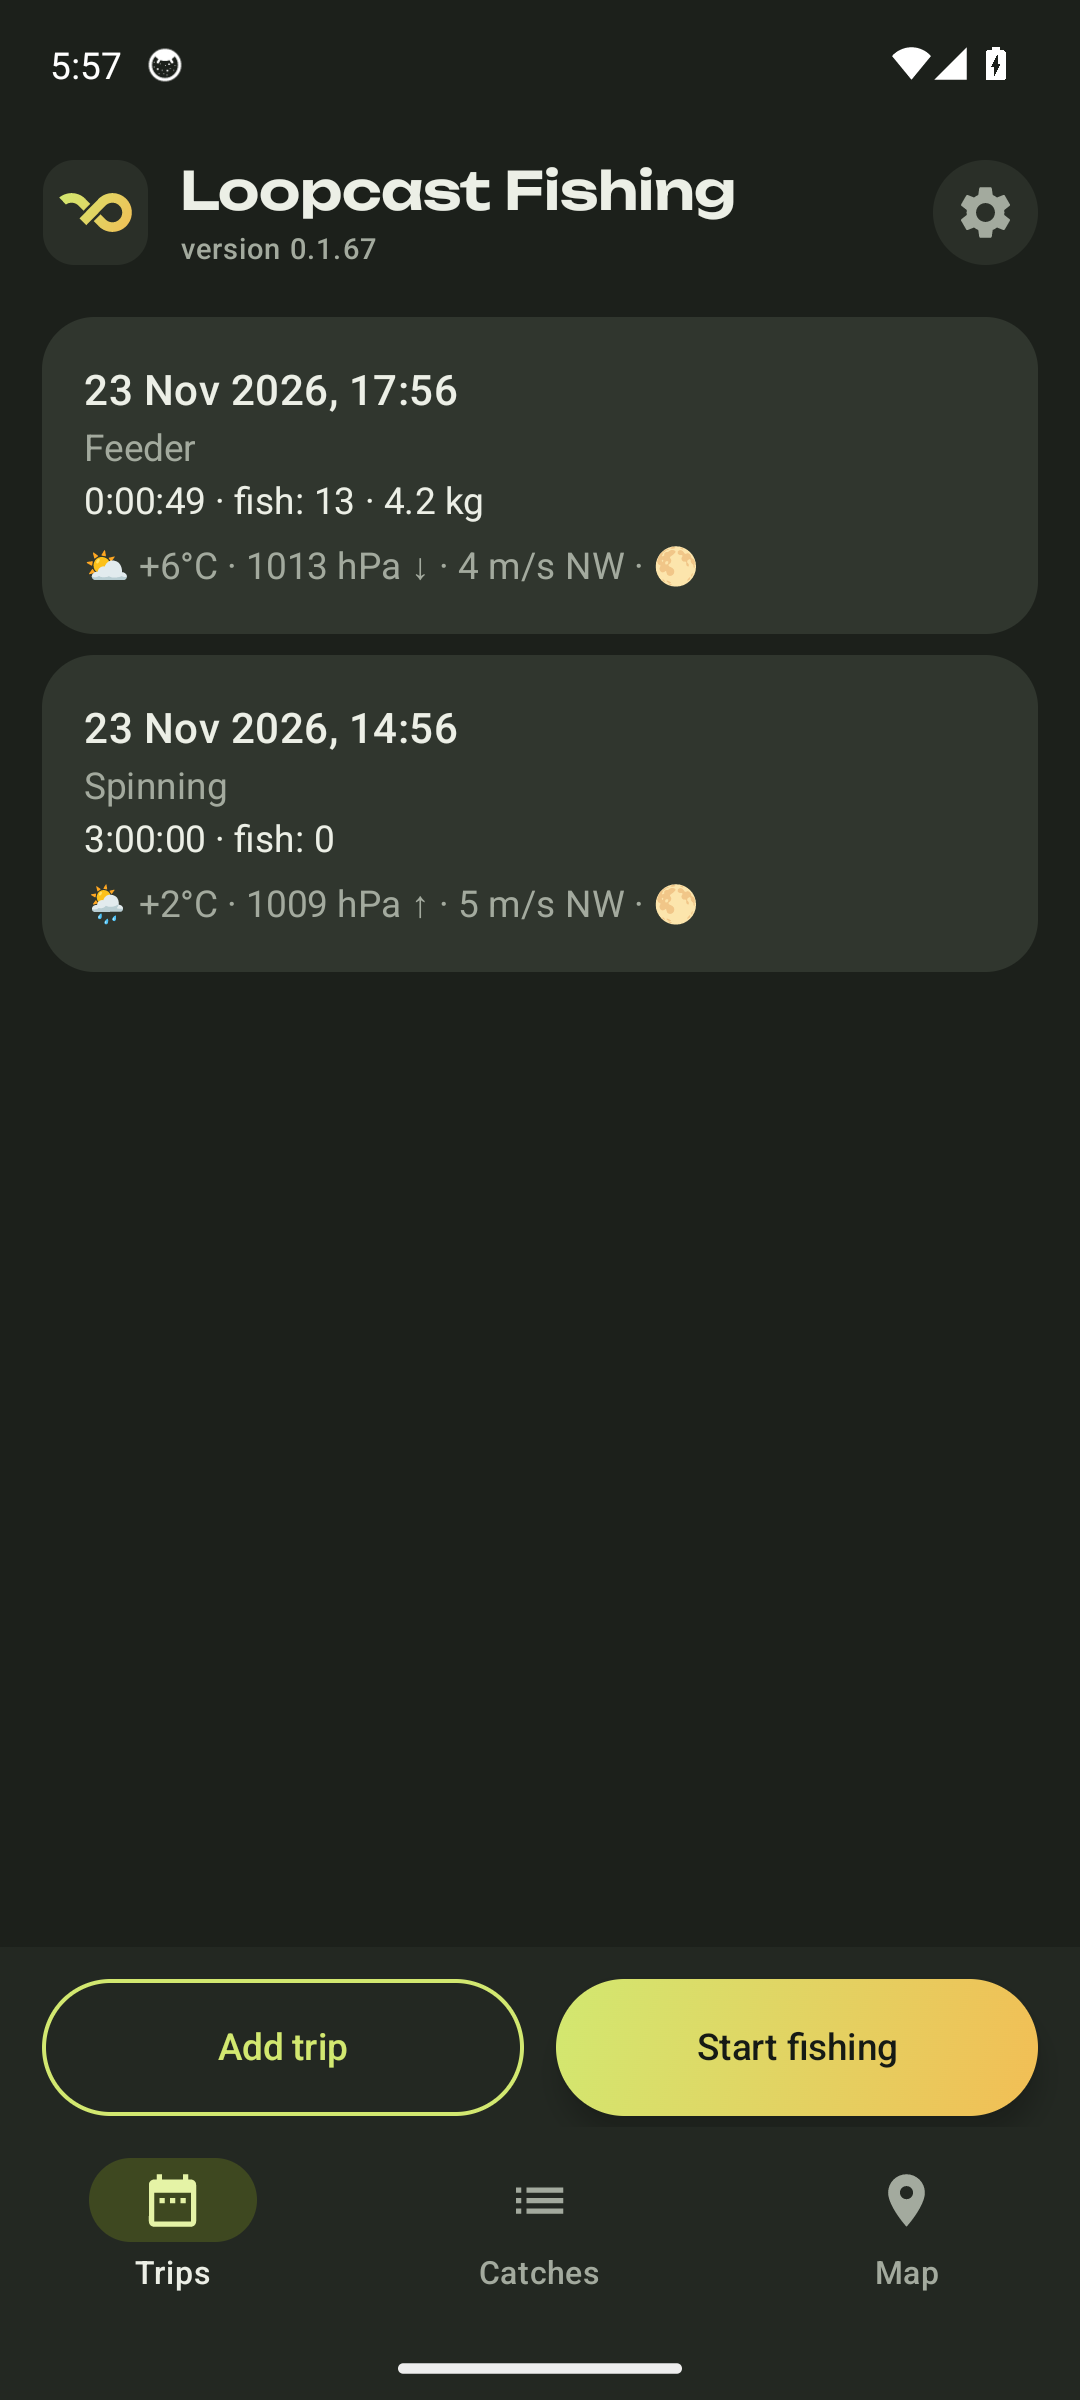 5:57
Loopcast Fishing
version 0.1.67
23 Nov 2026, 17:56
Feeder
0:00:49 · fish: 13 · 4.2 kg
⛅ +6°C · 1013 hPa ↓ · 4 m/s NW · 🌕
23 Nov 2026, 14:56
Spinning
3:00:00 · fish: 0
🌦 +2°C · 1009 hPa ↑ · 5 m/s NW · 🌕
Add trip
Start fishing
Trips
Catches
Map